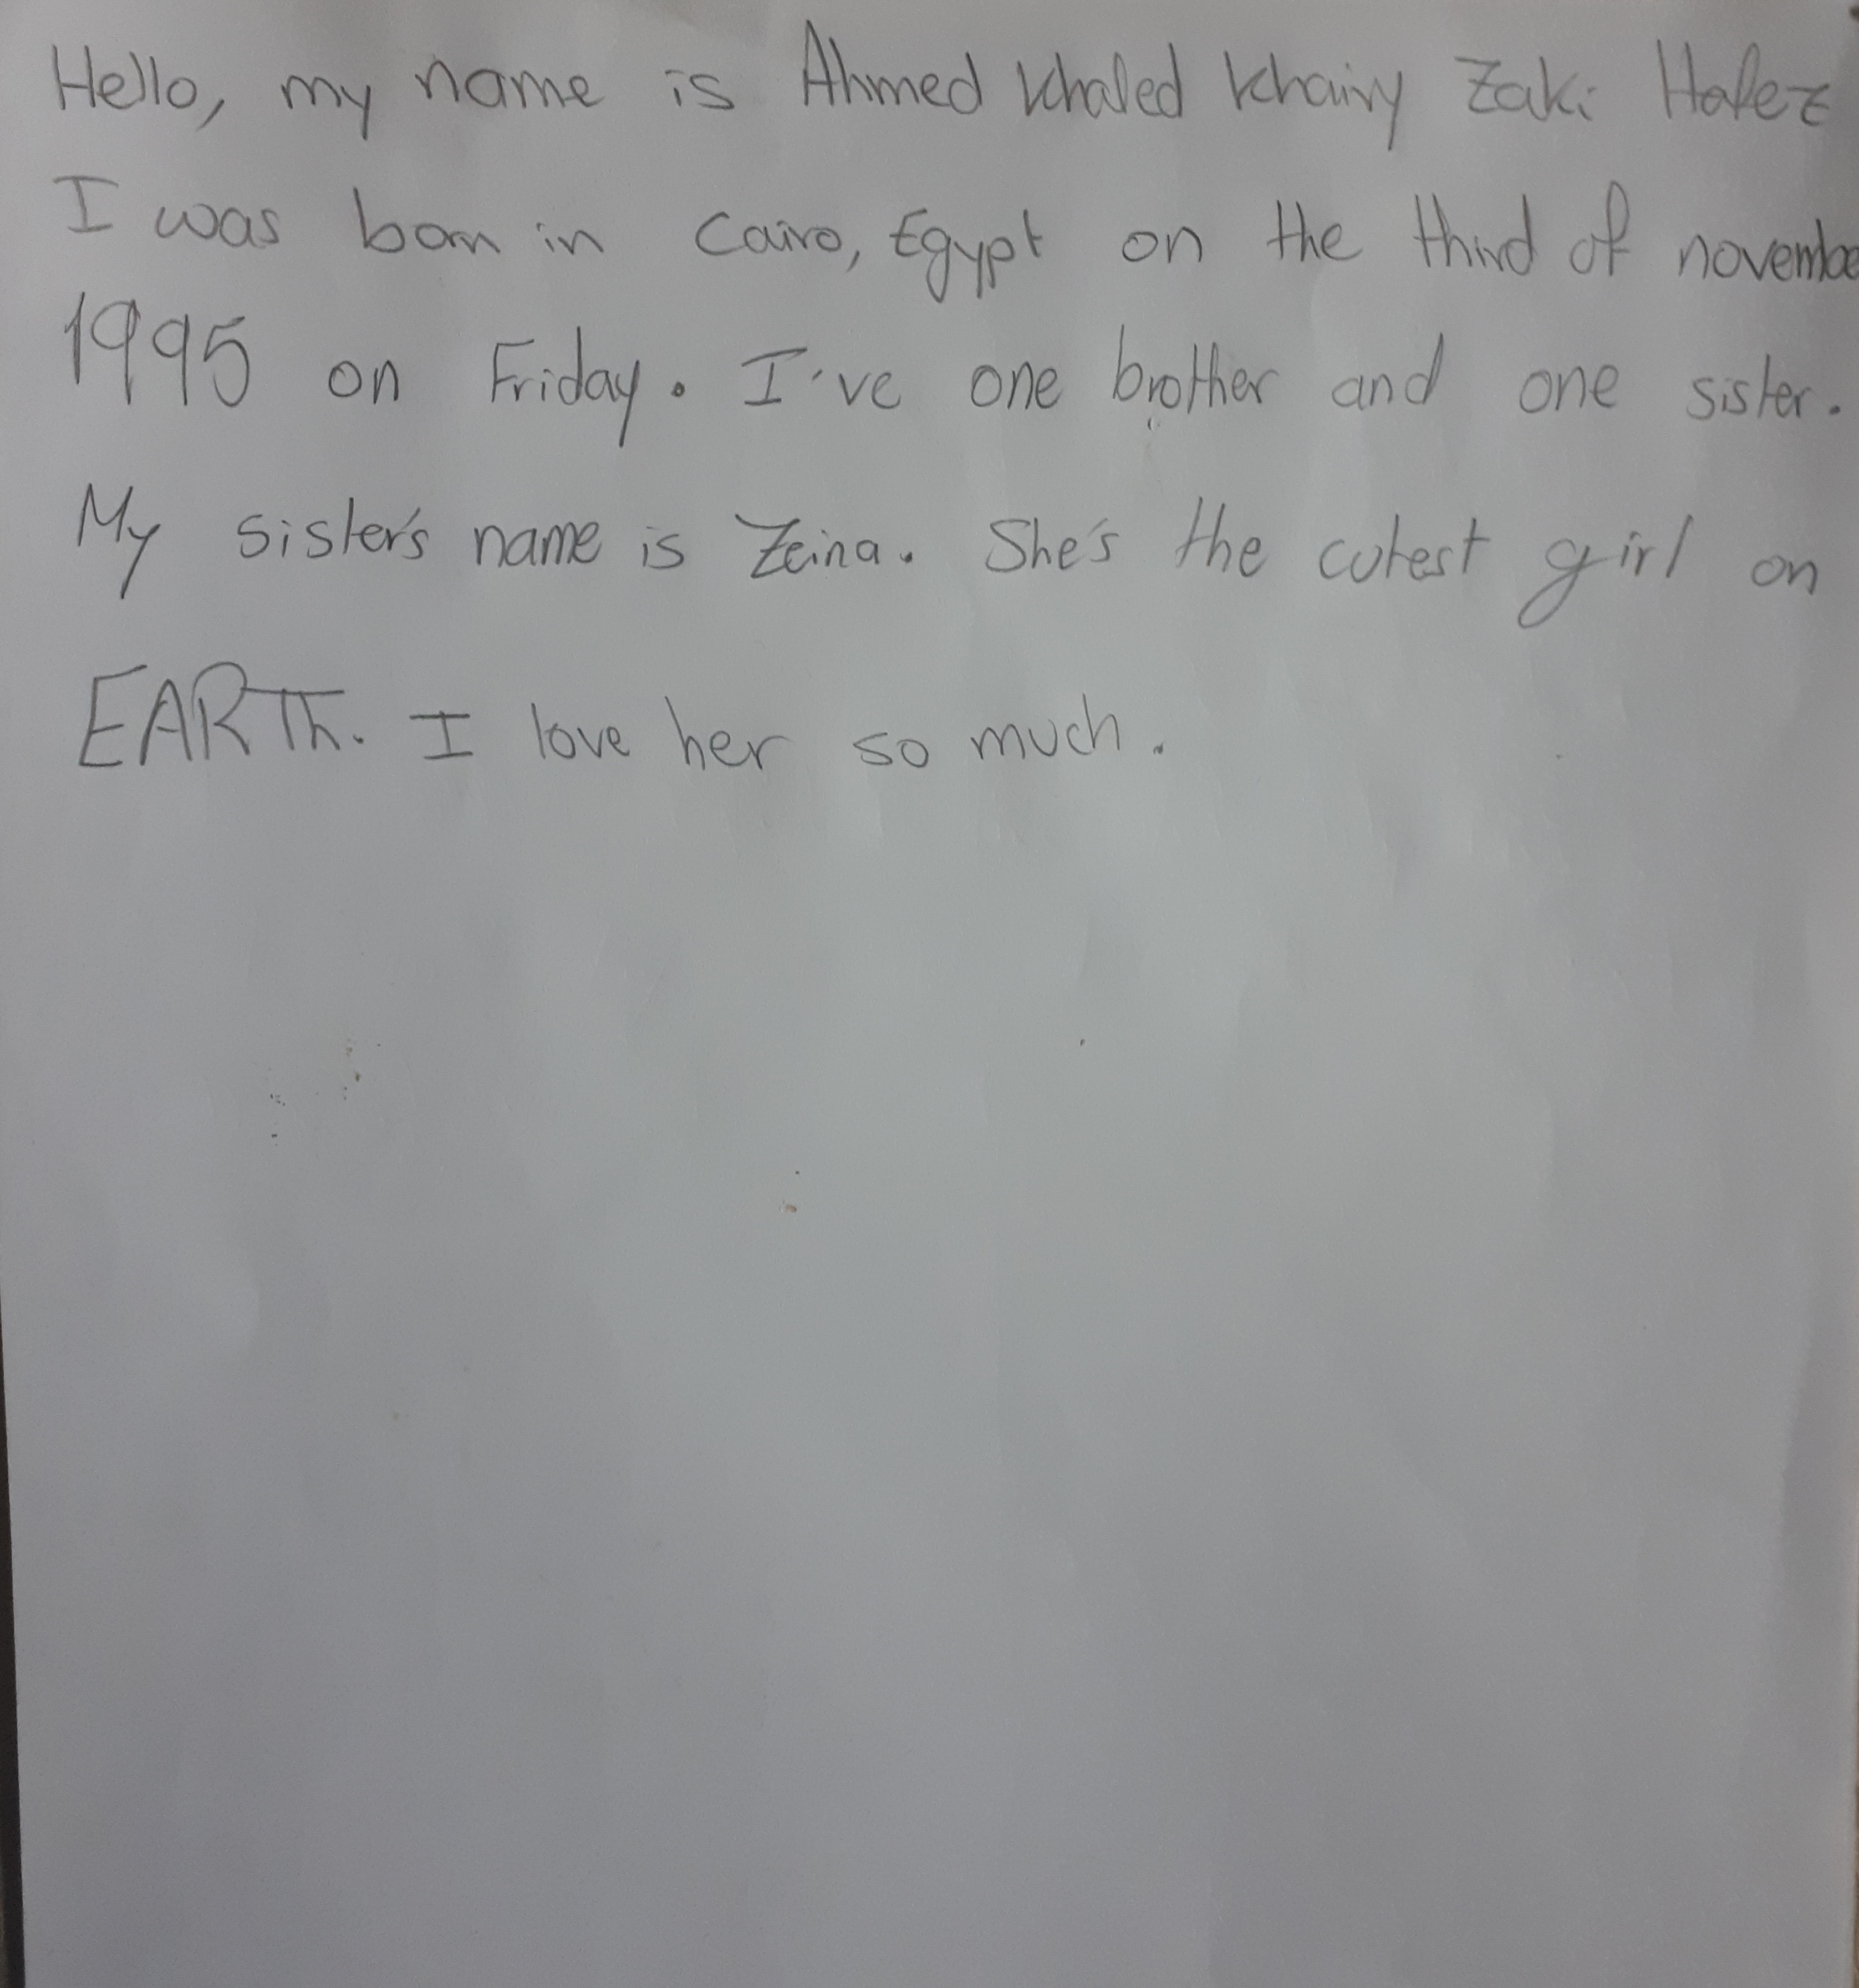 Hello, my name is Ahmed Khaled Khairy Zaki Hafez
I was born in Cairo, Egypt on the third of november
1995 on Friday. I've one brother and one sister.
My sister's name is Zeina. She's the cutest girl on
EARTh. I love her so much.